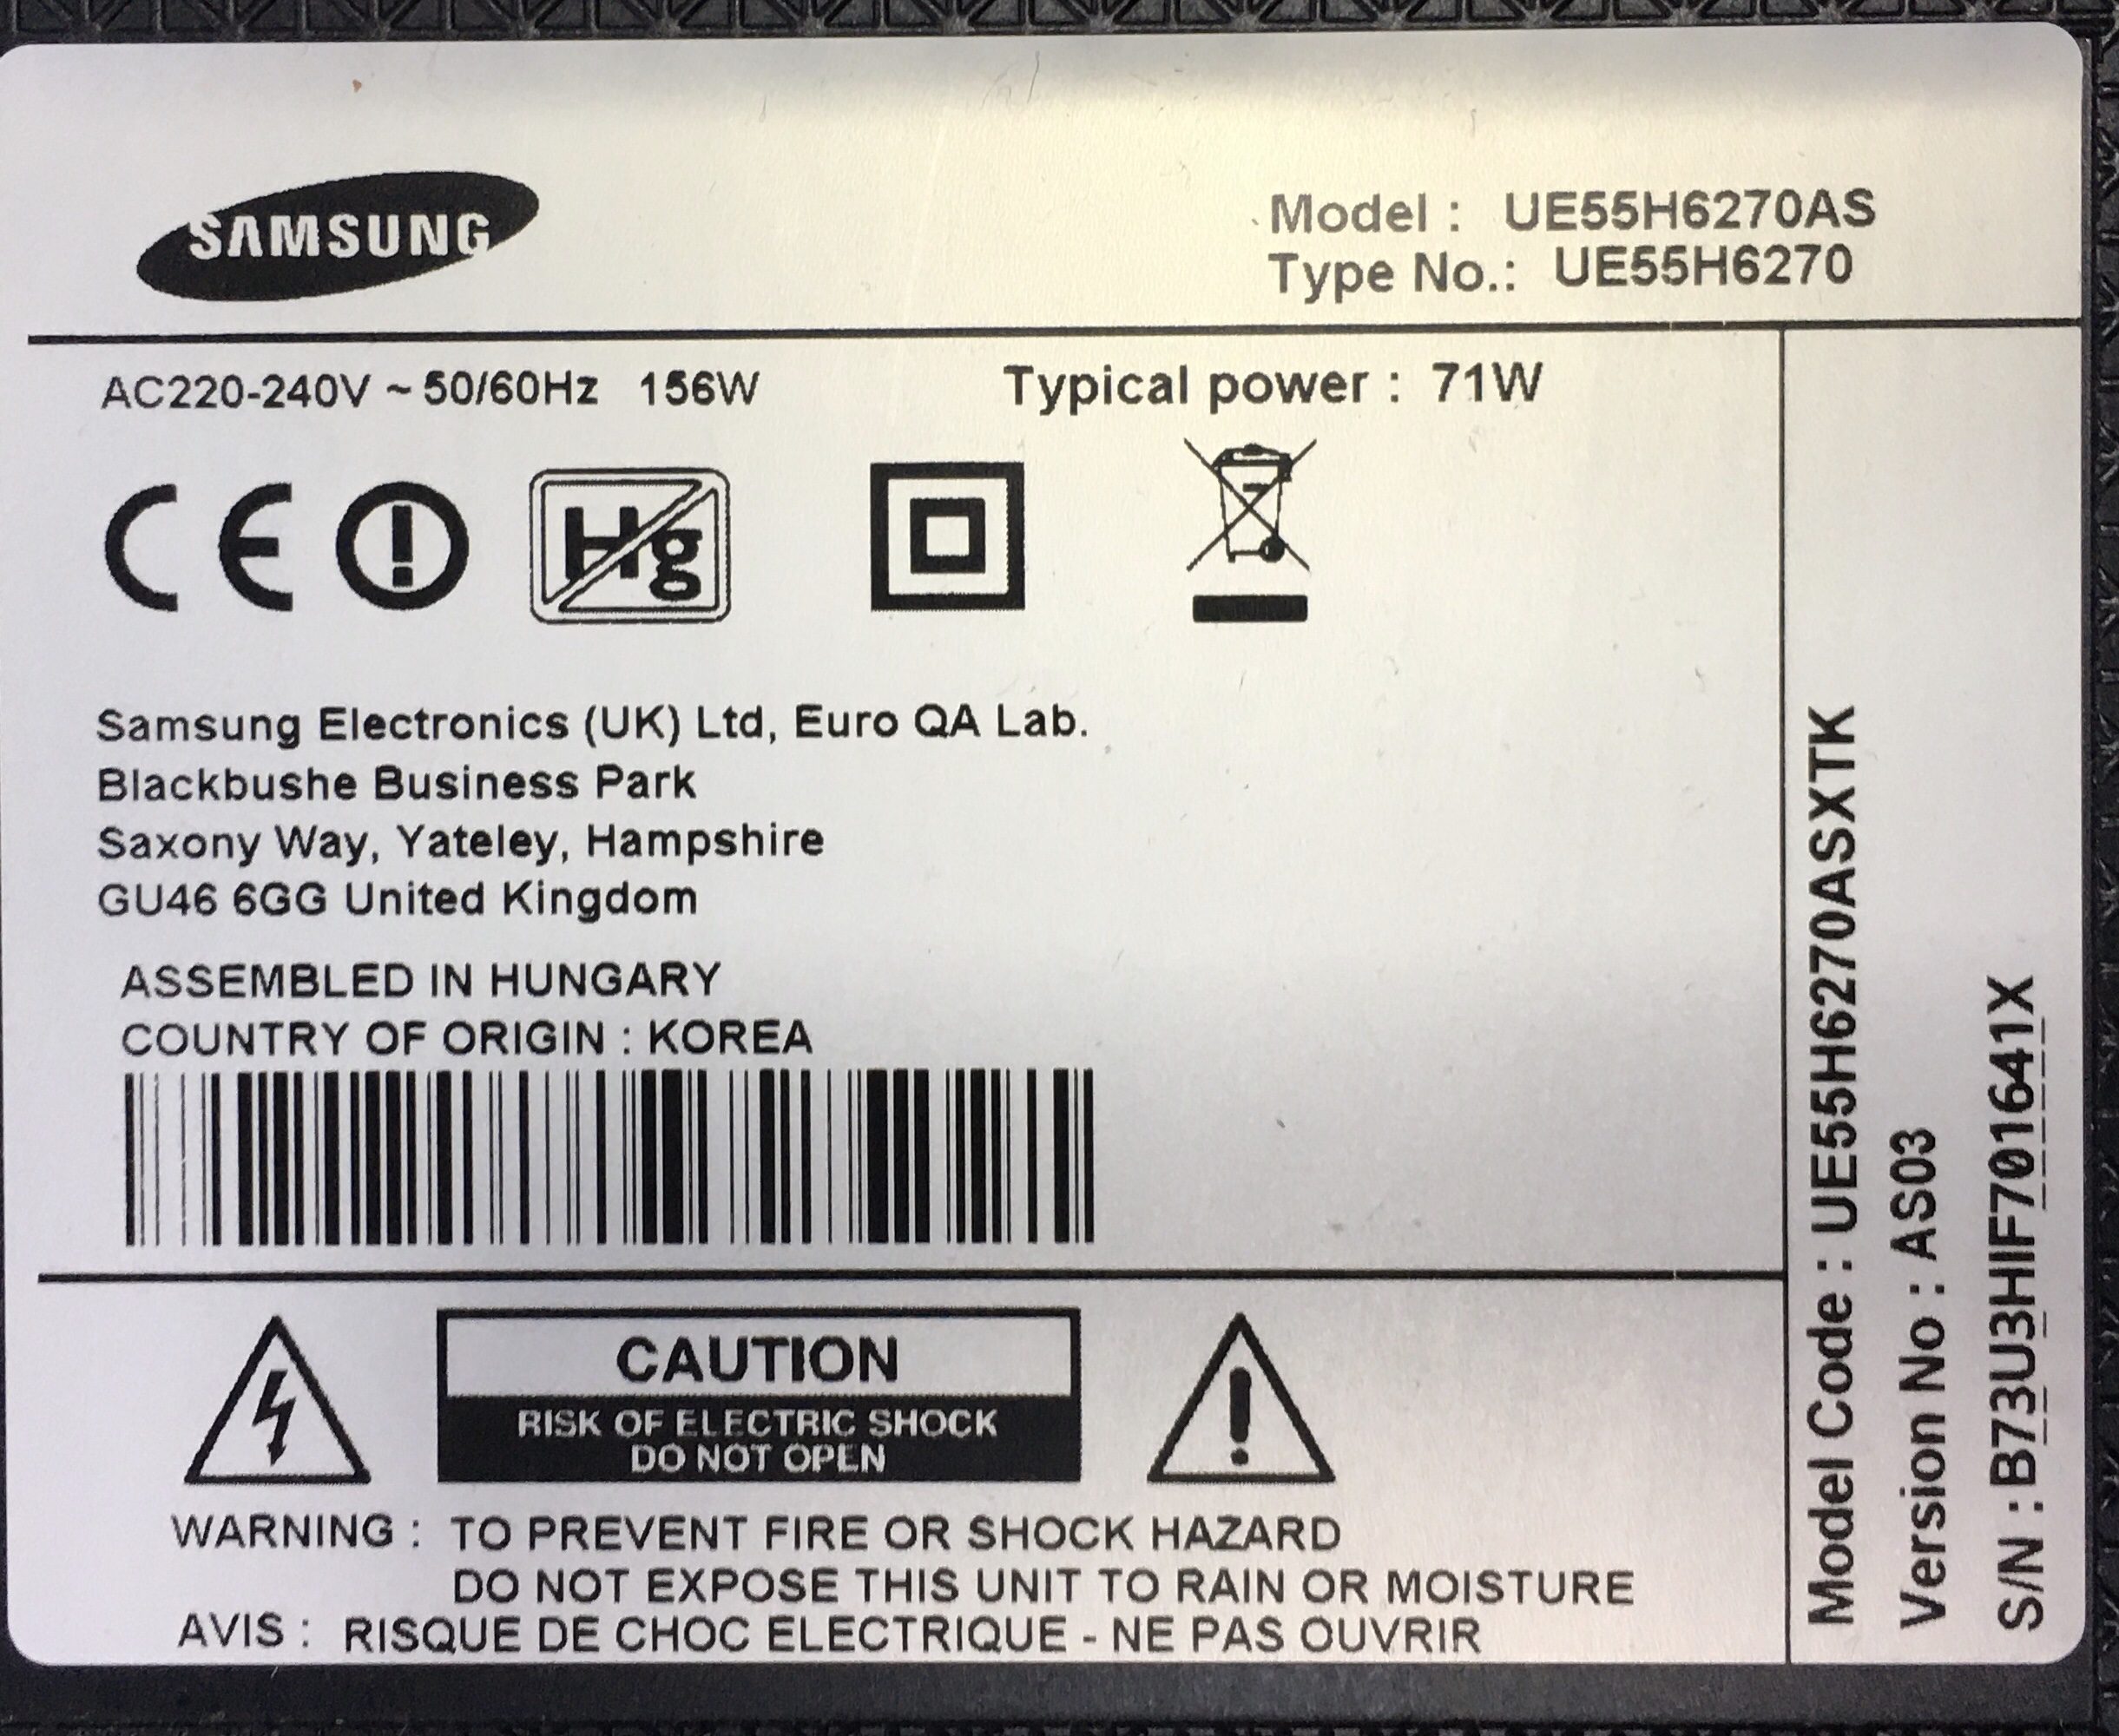 SAMSUNG
Model : UE55H6270AS
Type No.: UE55H6270
AC220-240V ~ 50/60Hz 156W
Typical power : 71W
CE
Hg
Samsung Electronics (UK) Ltd, Euro QA Lab.
Blackbushe Business Park
Saxony Way, Yateley, Hampshire
GU46 6GG United Kingdom
ASSEMBLED IN HUNGARY
COUNTRY OF ORIGIN : KOREA
CAUTION
RISK OF ELECTRIC SHOCK
DO NOT OPEN
WARNING : TO PREVENT FIRE OR SHOCK HAZARD
DO NOT EXPOSE THIS UNIT TO RAIN OR MOISTURE
AVIS : RISQUE DE CHOC ELECTRIQUE - NE PAS OUVRIR
Model Code : UE55H6270ASXTK
Version No : AS03
S/N : B73U3HIF701641X